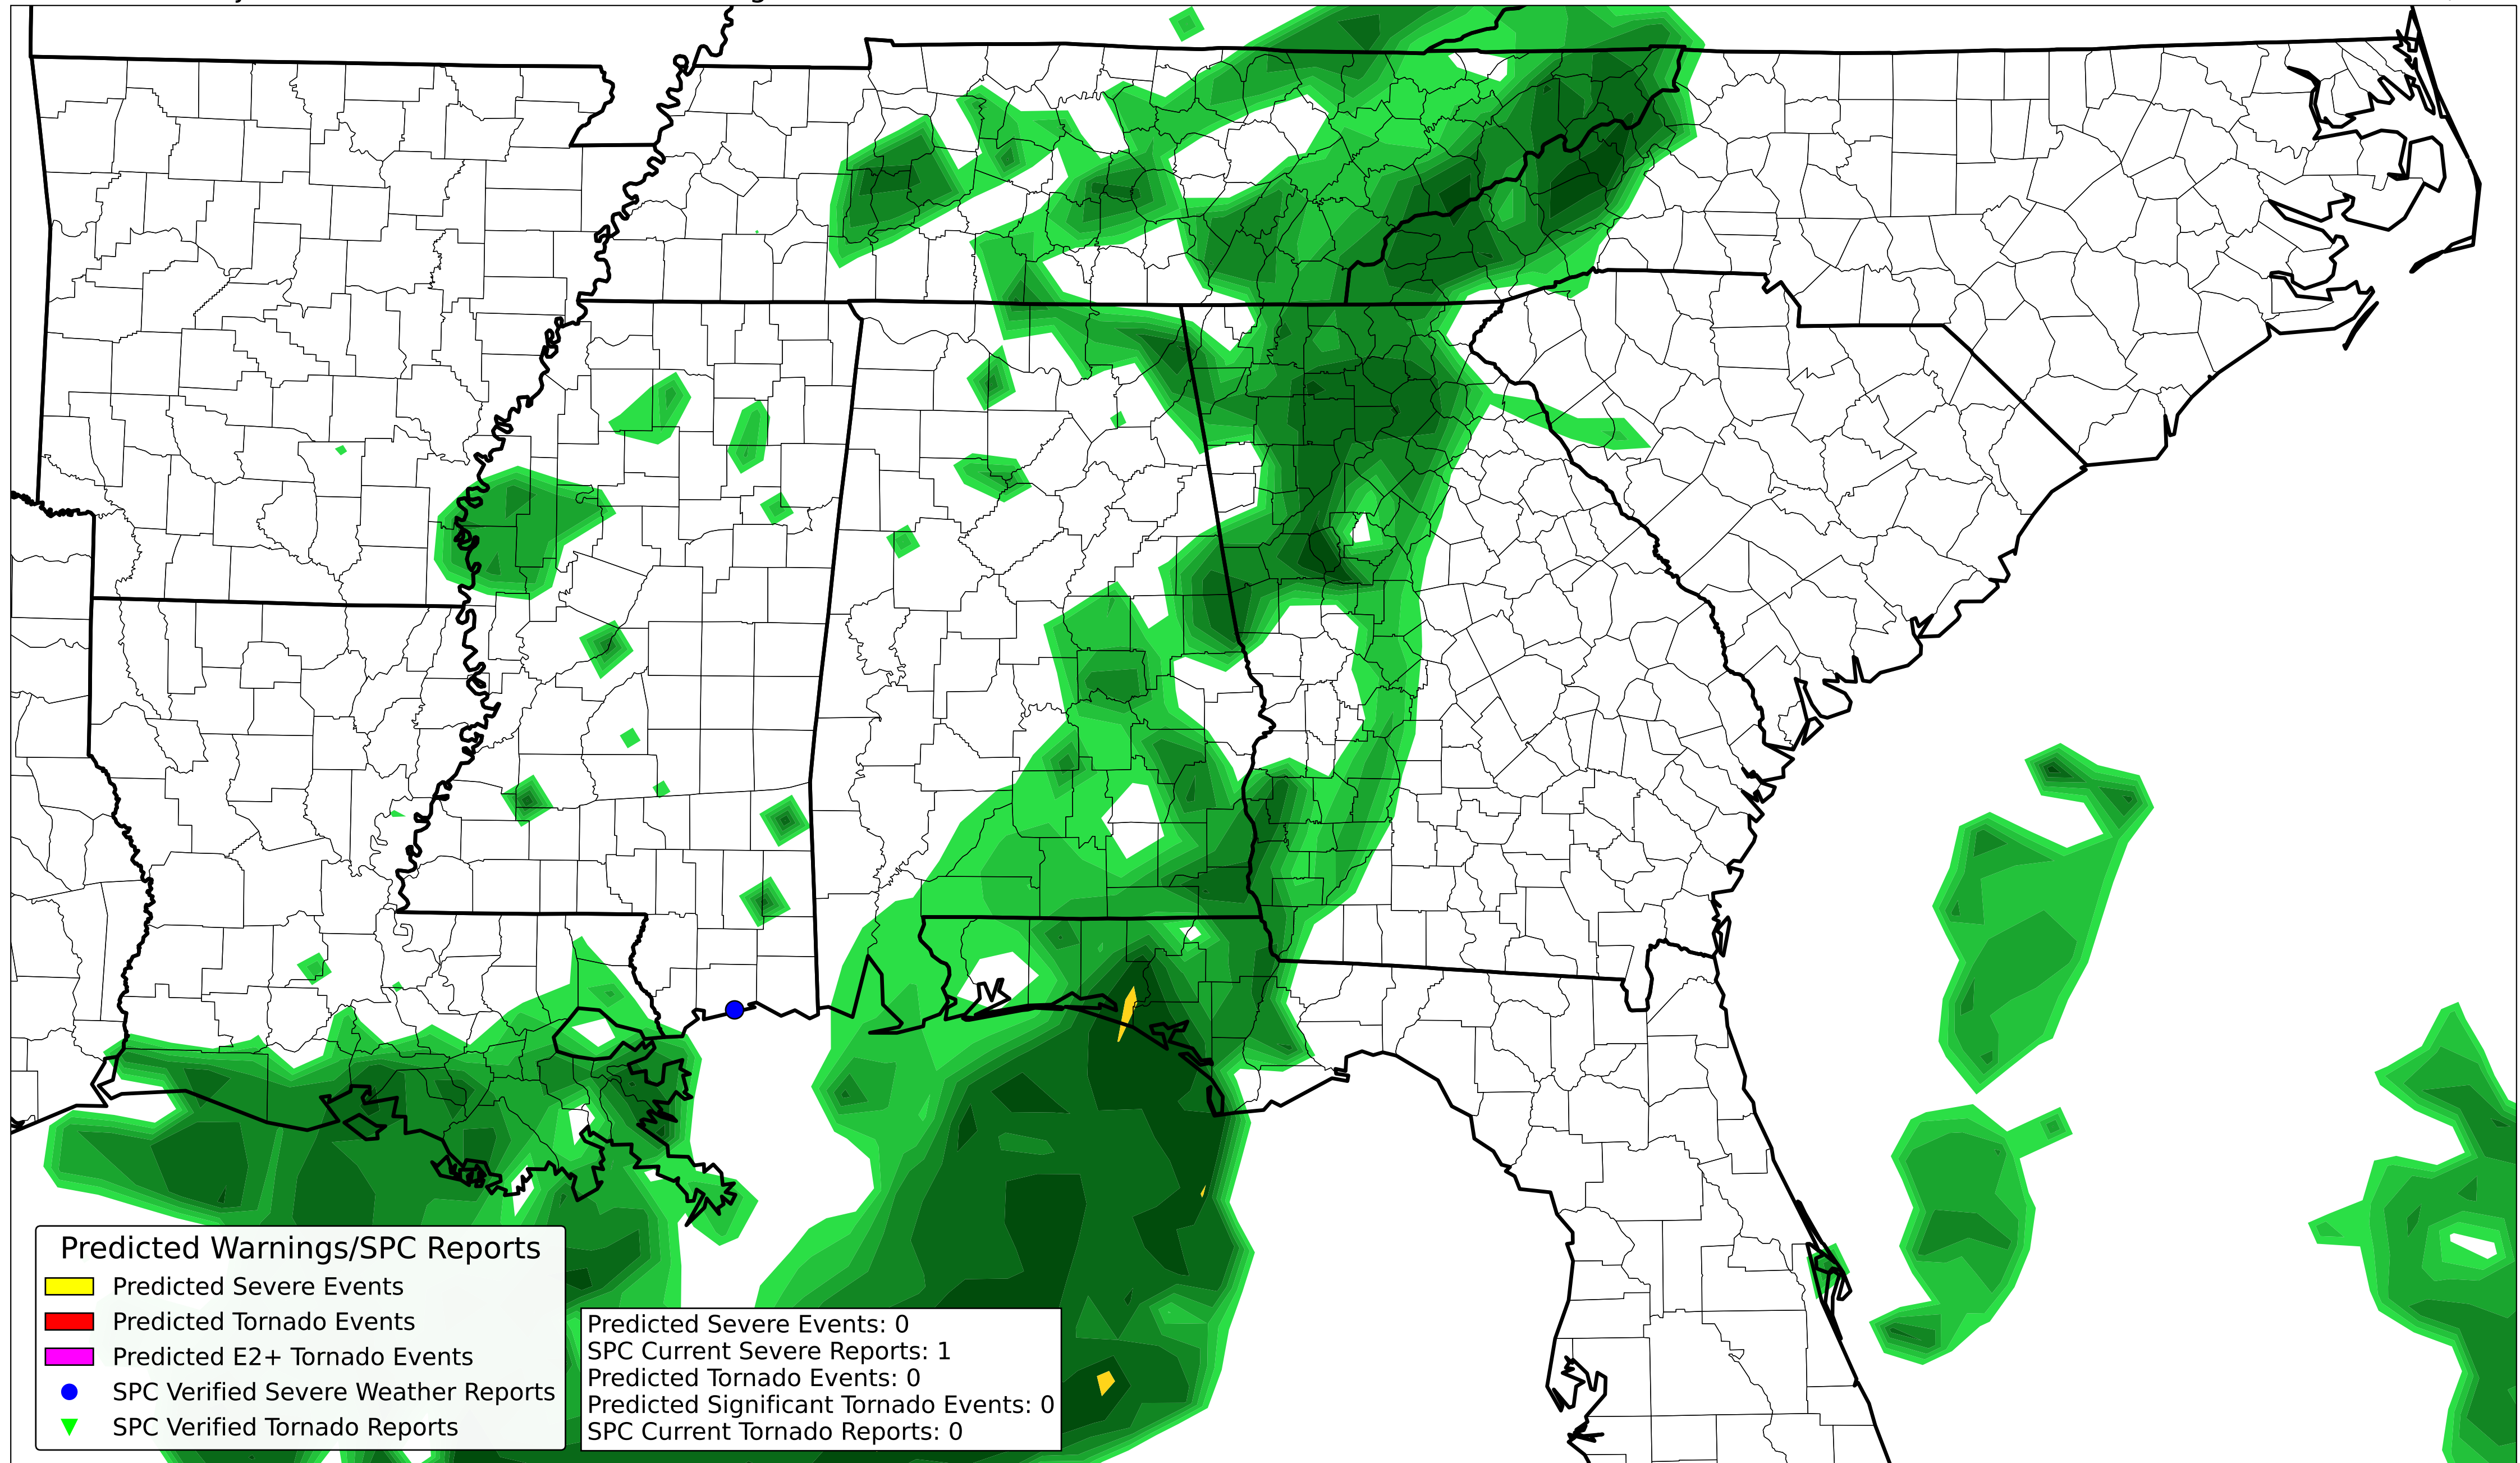 Predicted Warnings/SPC Reports
Predicted Severe Events
Predicted Tornado Events
Predicted E2+ Tornado Events
SPC Verified Severe Weather Reports
SPC Verified Tornado Reports
Predicted Severe Events: 0
SPC Current Severe Reports: 1
Predicted Tornado Events: 0
Predicted Significant Tornado Events: 0
SPC Current Tornado Reports: 0